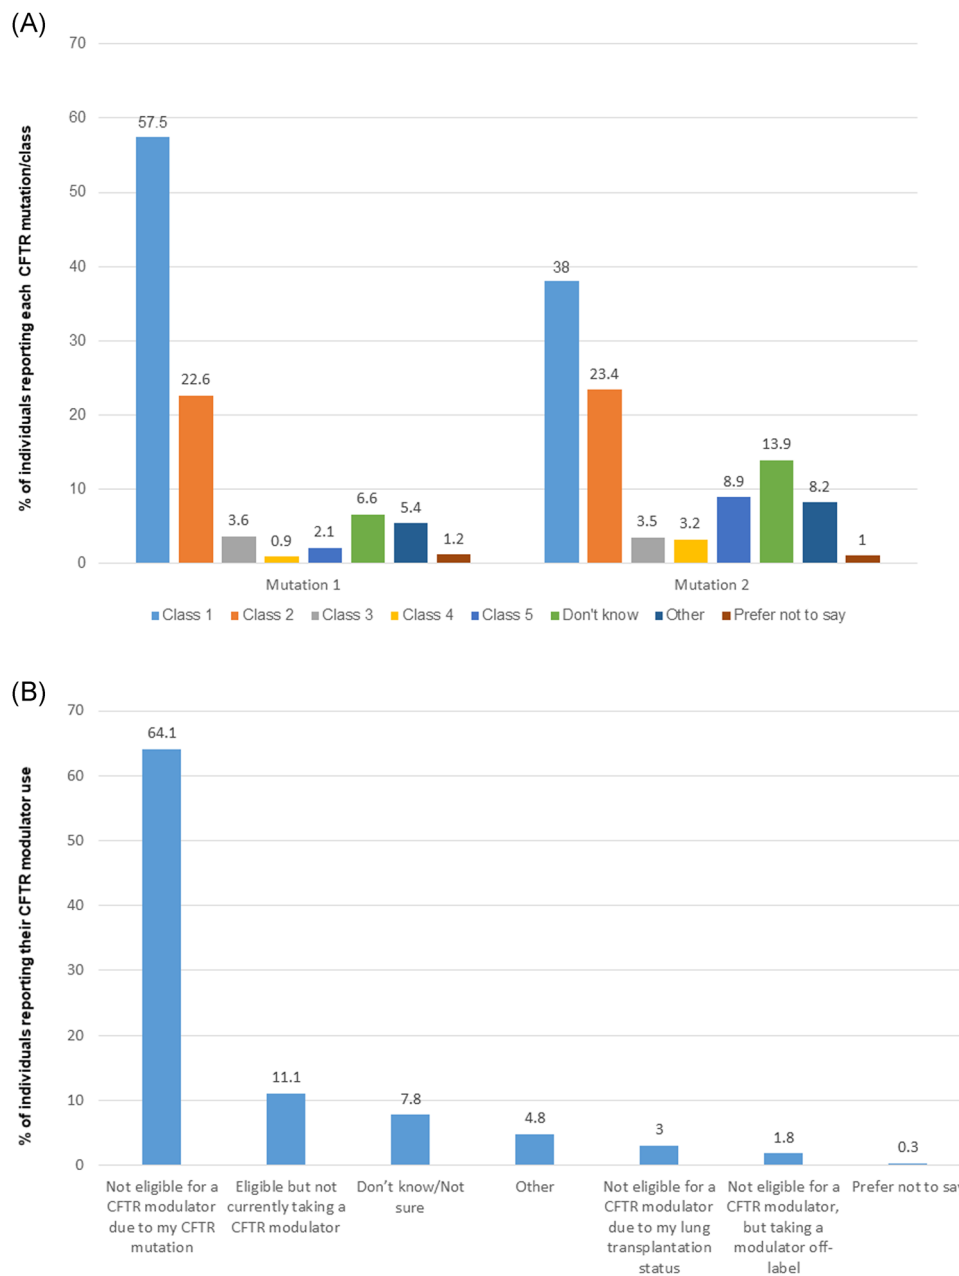 (A)
% of individuals reporting each CFTR mutation/class
70
60
50
40
30
20
10
0
57.5
22.6
3.6
0.9
2.1
6.6
5.4
1.2
38
23.4
3.5
3.2
8.9
13.9
8.2
1
Mutation 1
Mutation 2
Class 1 Class 2 Class 3 Class 4 Class 5 Don't know Other Prefer not to say
(B)
% of individuals reporting their CFTR modulator use
70
60
50
40
30
20
10
0
64.1
11.1
7.8
4.8
3
1.8
0.3
Not eligible for a
CFTR modulator
due to my CFTR
mutation
Eligible but not
currently taking a
CFTR modulator
Don’t know/Not
sure
Other
Not eligible for a
CFTR modulator
due to my lung
transplantation
status
Not eligible for a
CFTR modulator,
but taking a
modulator off-
label
Prefer not to say